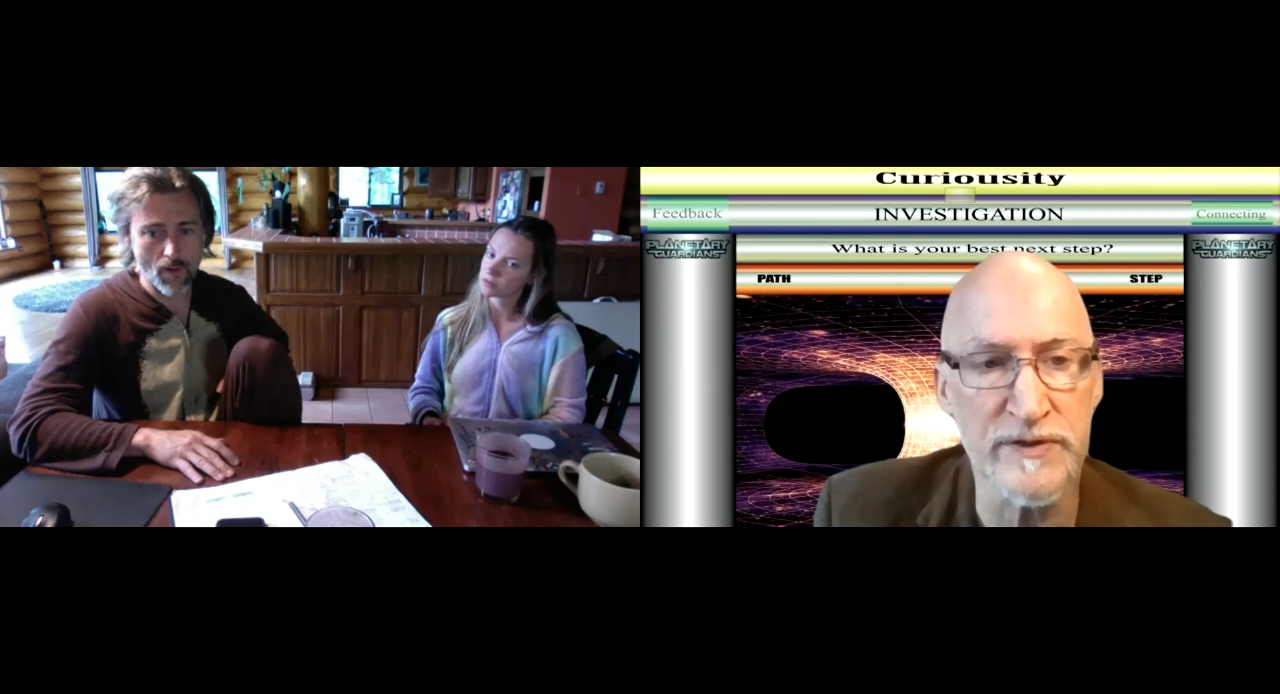 Curiousity
Feedback
INVESTIGATION
Connecting
PLANETARY
GUARDIANS
What is your best next step?
PLANETARY
GUARDIANS
PATH
STEP